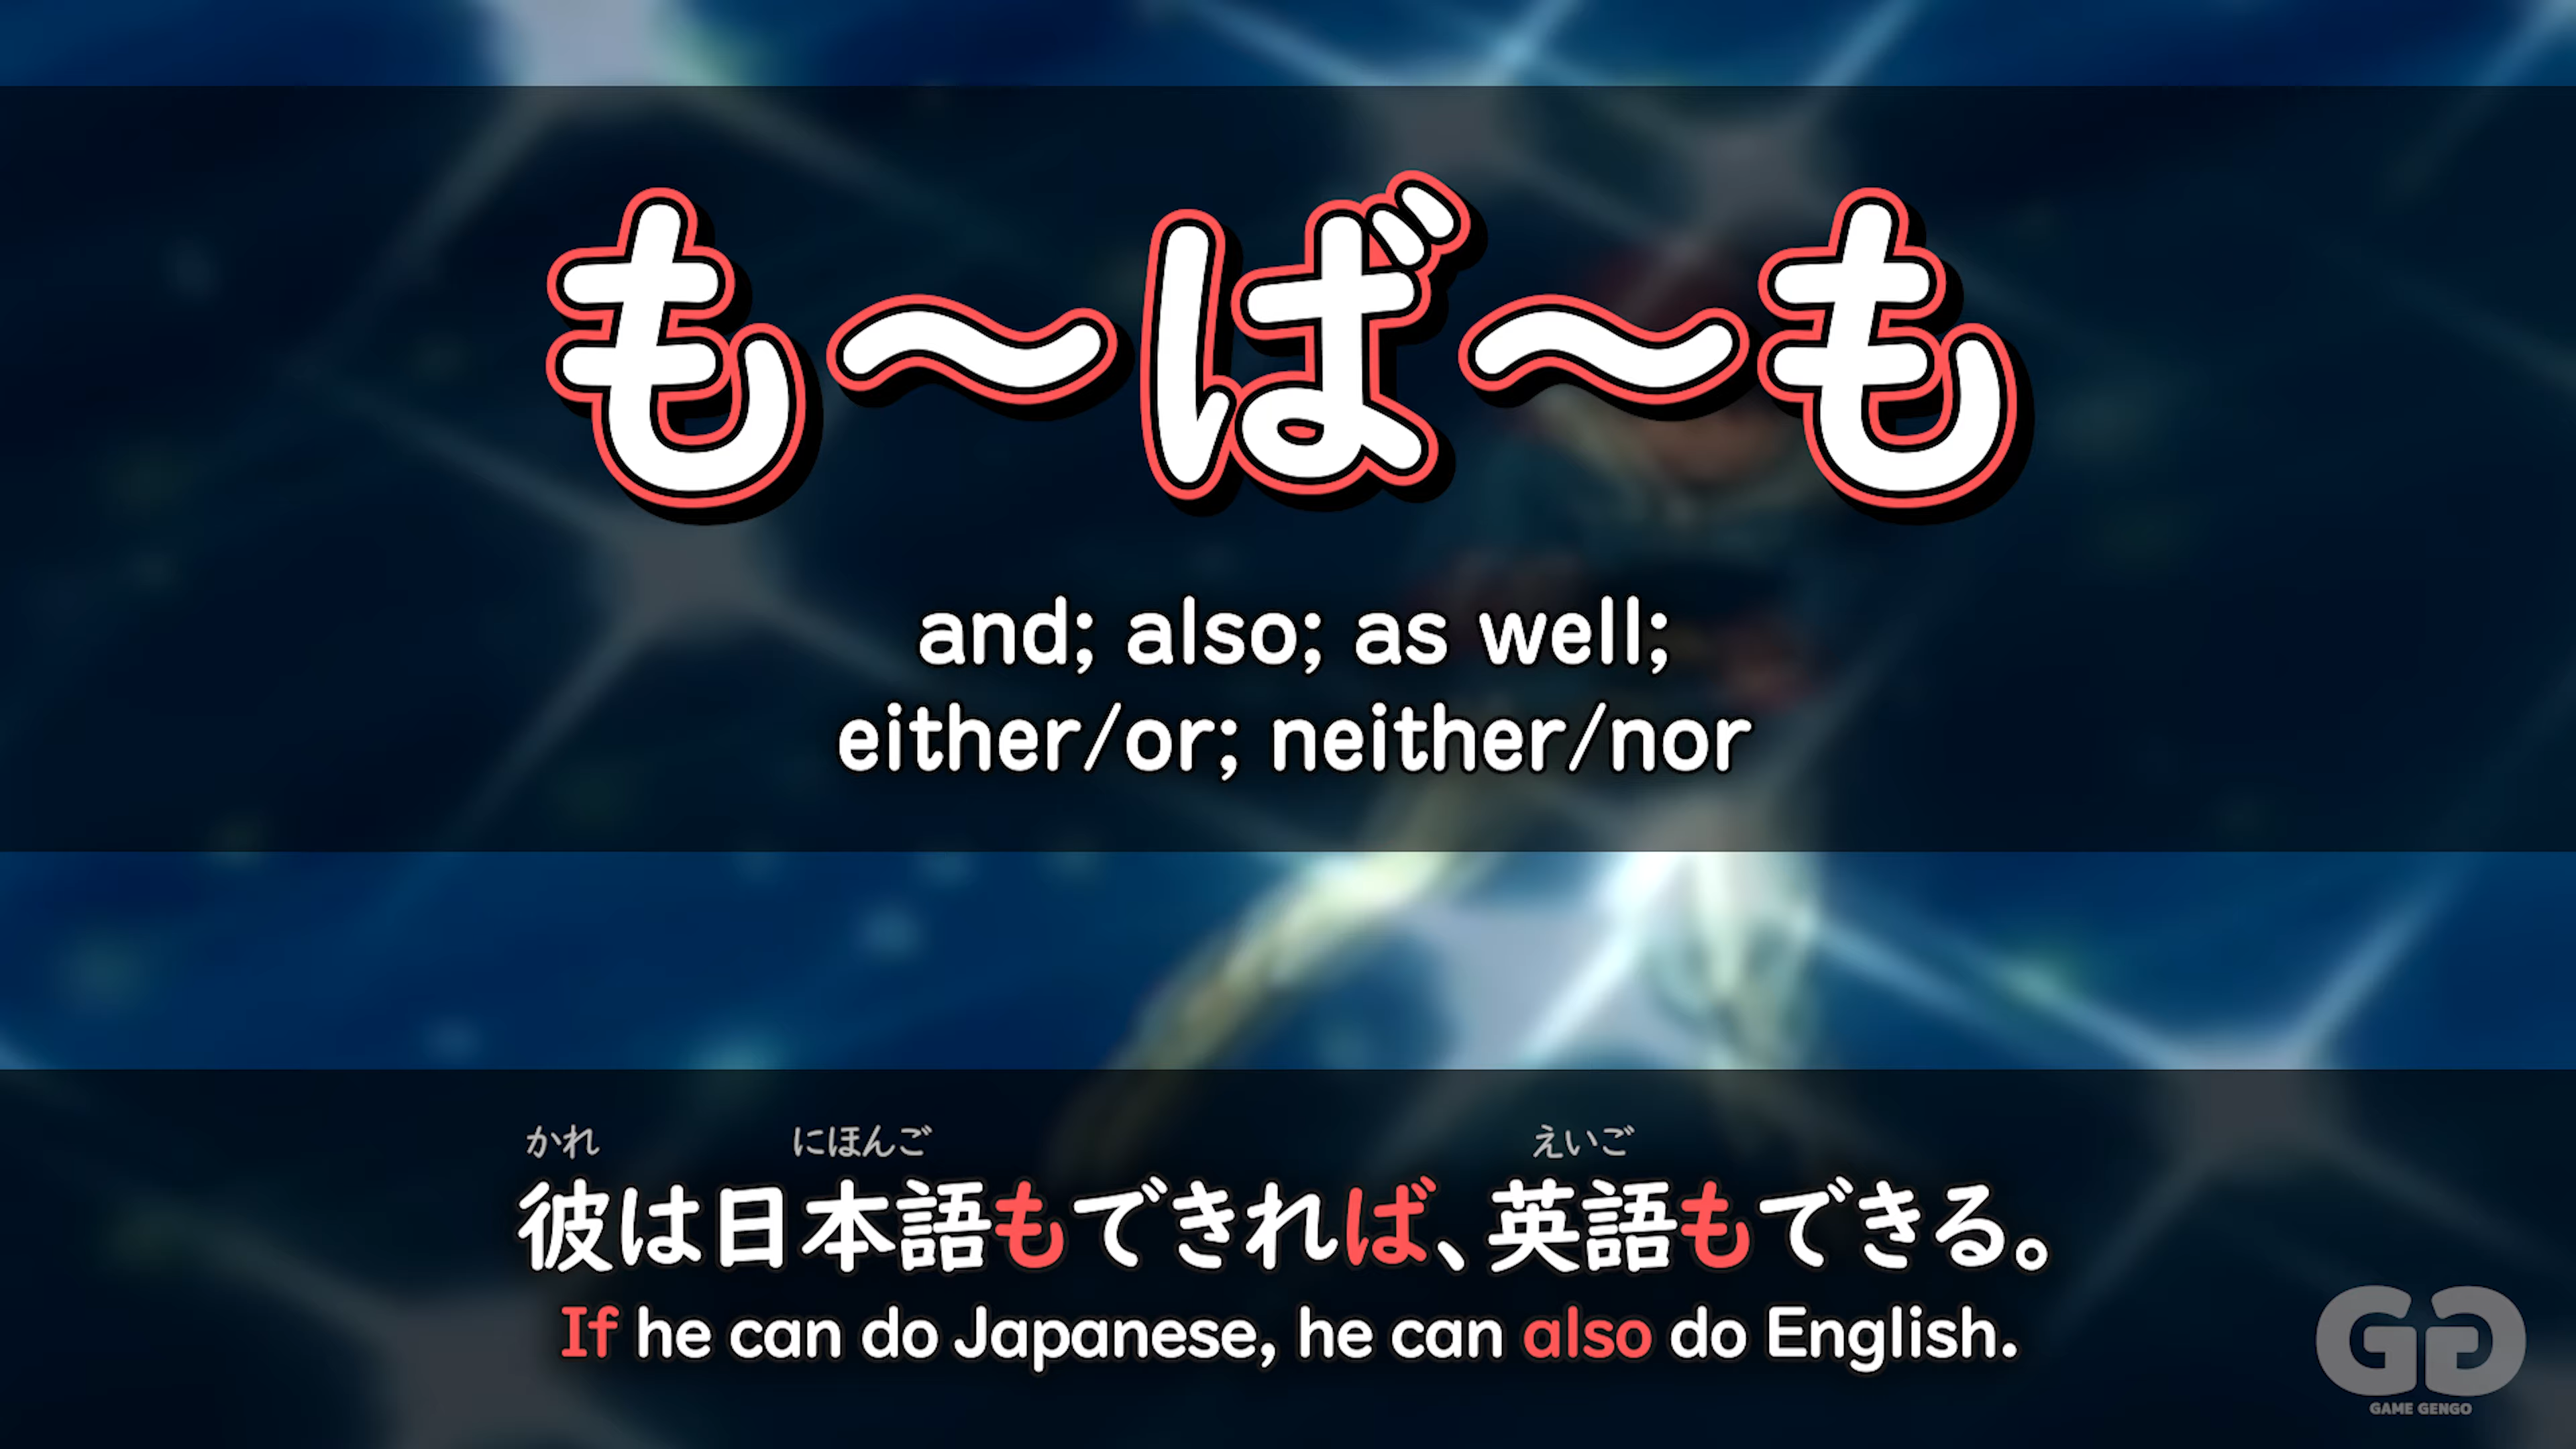 も〜ば〜も
and; also; as well;
either/or; neither/nor
かれ にほんご えいご
彼は日本語もできれば、英語もできる。
If he can do Japanese, he can also do English.
GG
GAME GENGO